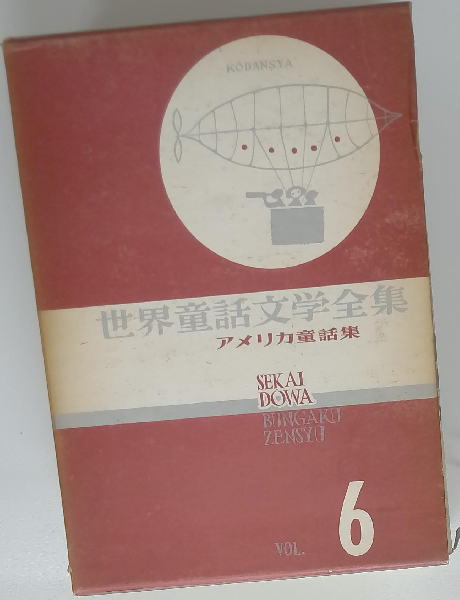 KODANSYA
世界童話文学全集
アメリカ童話集
SEKAI
DOWA
BUNGAKU
ZENSYU
VOL. 6